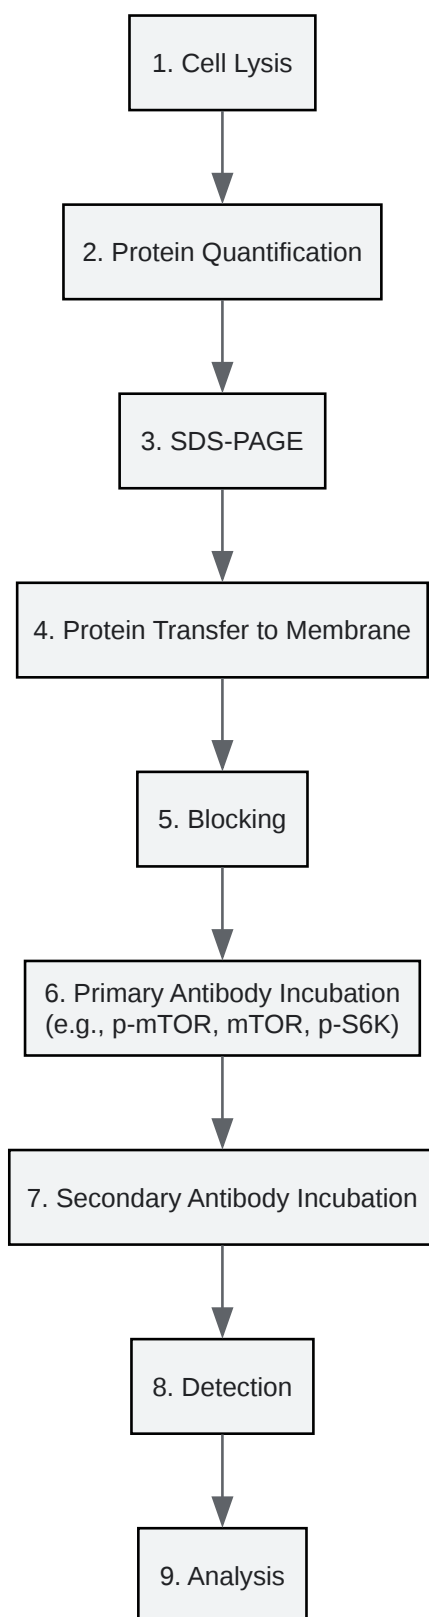 1. Cell Lysis
2. Protein Quantification
3. SDS-PAGE
4. Protein Transfer to Membrane
5. Blocking
6. Primary Antibody Incubation
(e.g., p-mTOR, mTOR, p-S6K)
7. Secondary Antibody Incubation
8. Detection
9. Analysis